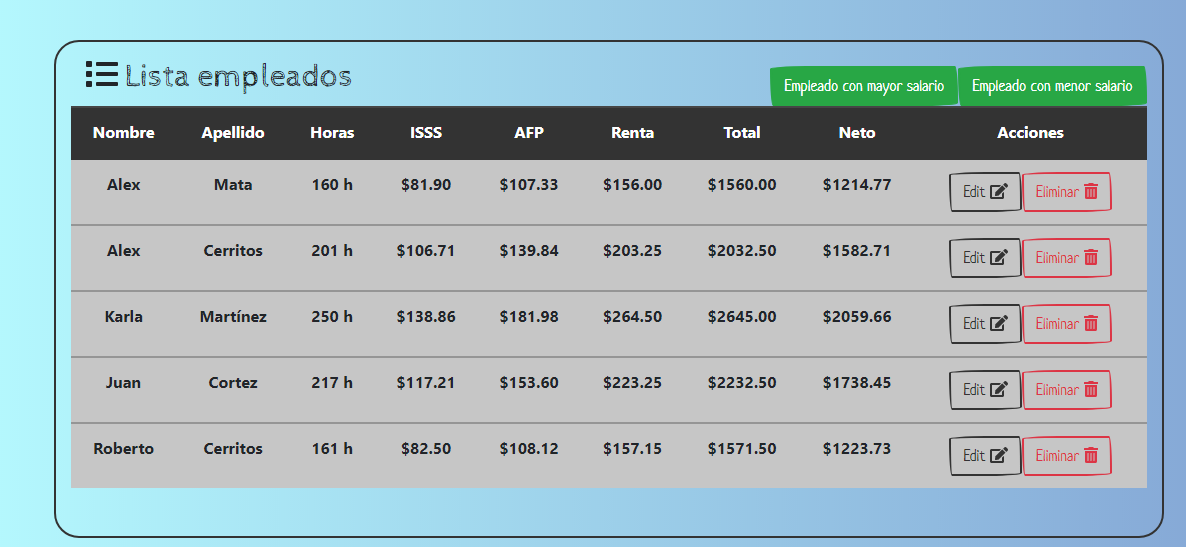 Lista empleados
Empleado con mayor salario Empleado con menor salario
Nombre Apellido Horas ISSS AFP Renta Total Neto Acciones
Alex Mata 160 h $81.90 $107.33 $156.00 $1560.00 $1214.77 Edit Eliminar
Alex Cerritos 201 h $106.71 $139.84 $203.25 $2032.50 $1582.71 Edit Eliminar
Karla Martínez 250 h $138.86 $181.98 $264.50 $2645.00 $2059.66 Edit Eliminar
Juan Cortez 217 h $117.21 $153.60 $223.25 $2232.50 $1738.45 Edit Eliminar
Roberto Cerritos 161 h $82.50 $108.12 $157.15 $1571.50 $1223.73 Edit Eliminar